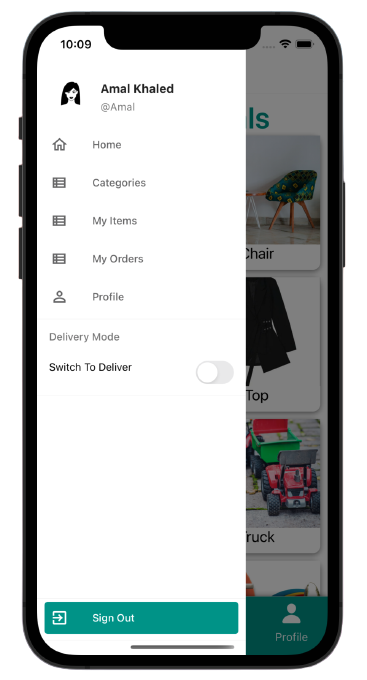 10:09
Amal Khaled
@Amal
ls
Home
Categories
My Items
Chair
My Orders
Profile
Delivery Mode
Switch To Deliver
Top
Truck
Sign Out
Profile